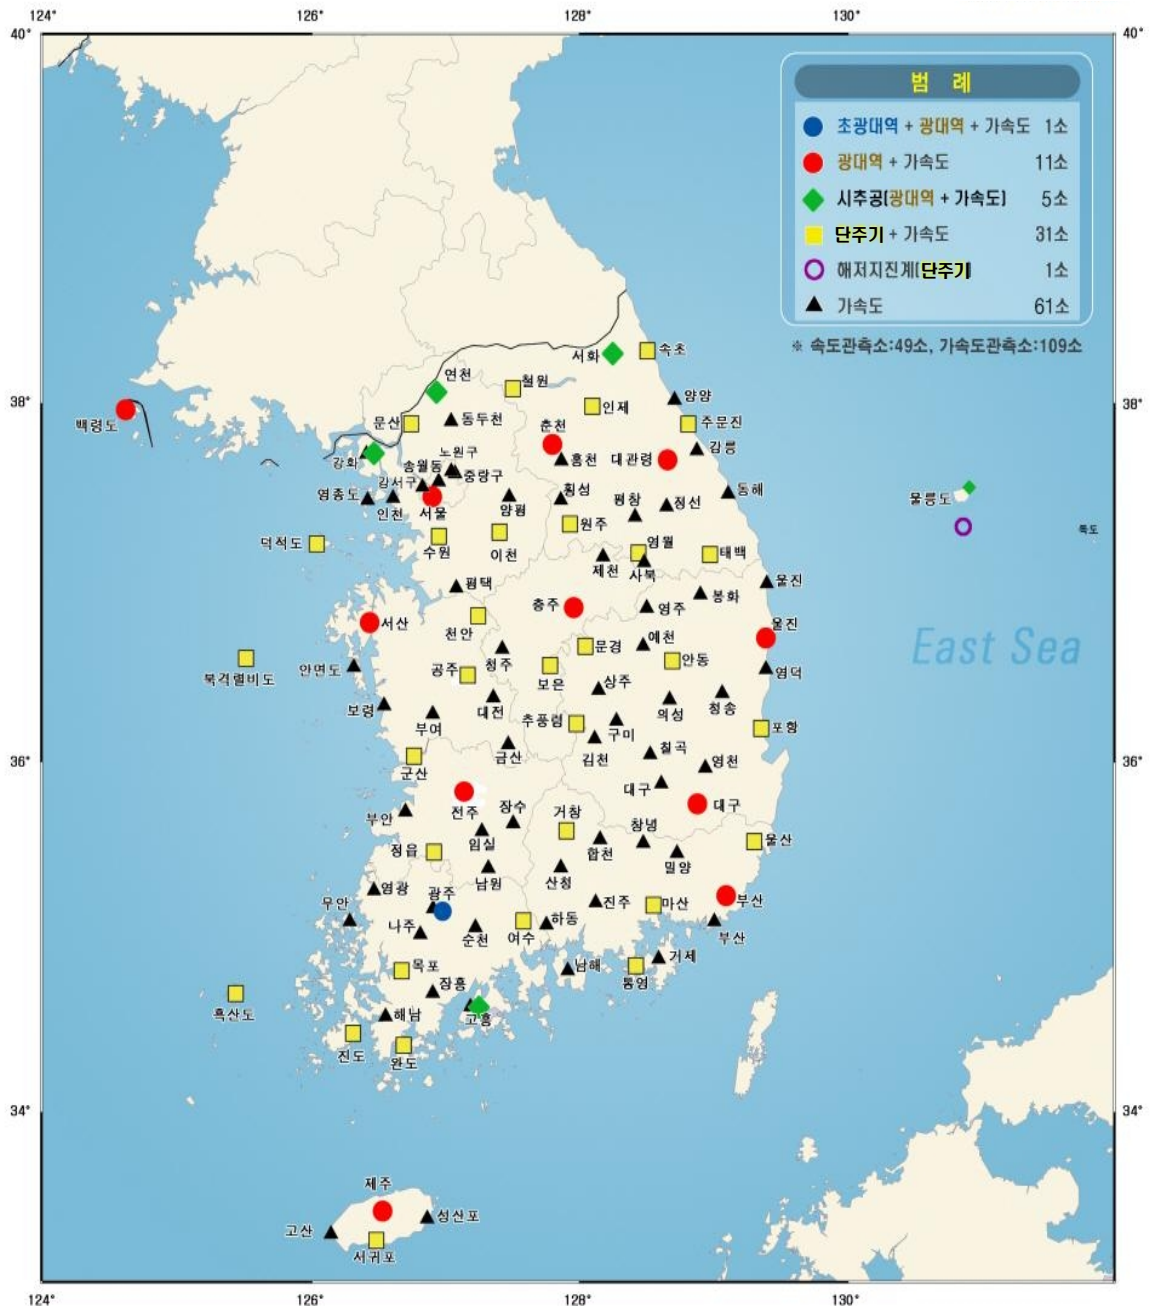 124° 126° 128° 130°
40° 40°
범 례
초광대역 + 광대역 + 가속도 1소
광대역 + 가속도 11소
시추공(광대역 + 가속도) 5소
단주기 + 가속도 31소
해저지진계(단주기) 1소
가속도 61소
※ 속도관측소:49소, 가속도관측소:109소
서화 속초
연천 철원
양양
38° 38°
백령도
문산 동두천 인제 주문진
춘천
강화 노원구 홍천 대관령 강릉
송월동 중랑구
강서구
영종도 인천 서울 양평 횡성 평창 정선 동해
울릉도
독도
덕적도 수원 이천 원주 영월 태백
제천 사북
평택 울진
봉화
충주 영주
서산 천안 울진
예천
문경
안동
East Sea
북격렬비도 안면도 공주 청주 보은 영덕
상주
보령 부여 대전 추풍령 구미 의성 청송
포항
금산 김천 칠곡
36° 36°
군산 영천
대구
전주 장수 거창 대구
부안 임실 창녕
정읍 합천 밀양 울산
남원 산청
영광 광주
무안 진주 마산 부산
나주 순천 여수 하동 부산
목포 남해 통영 거제
장흥
흑산도 해남 고흥
진도 완도
34° 34°
제주
고산 성산포
서귀포
124° 126° 128° 130°